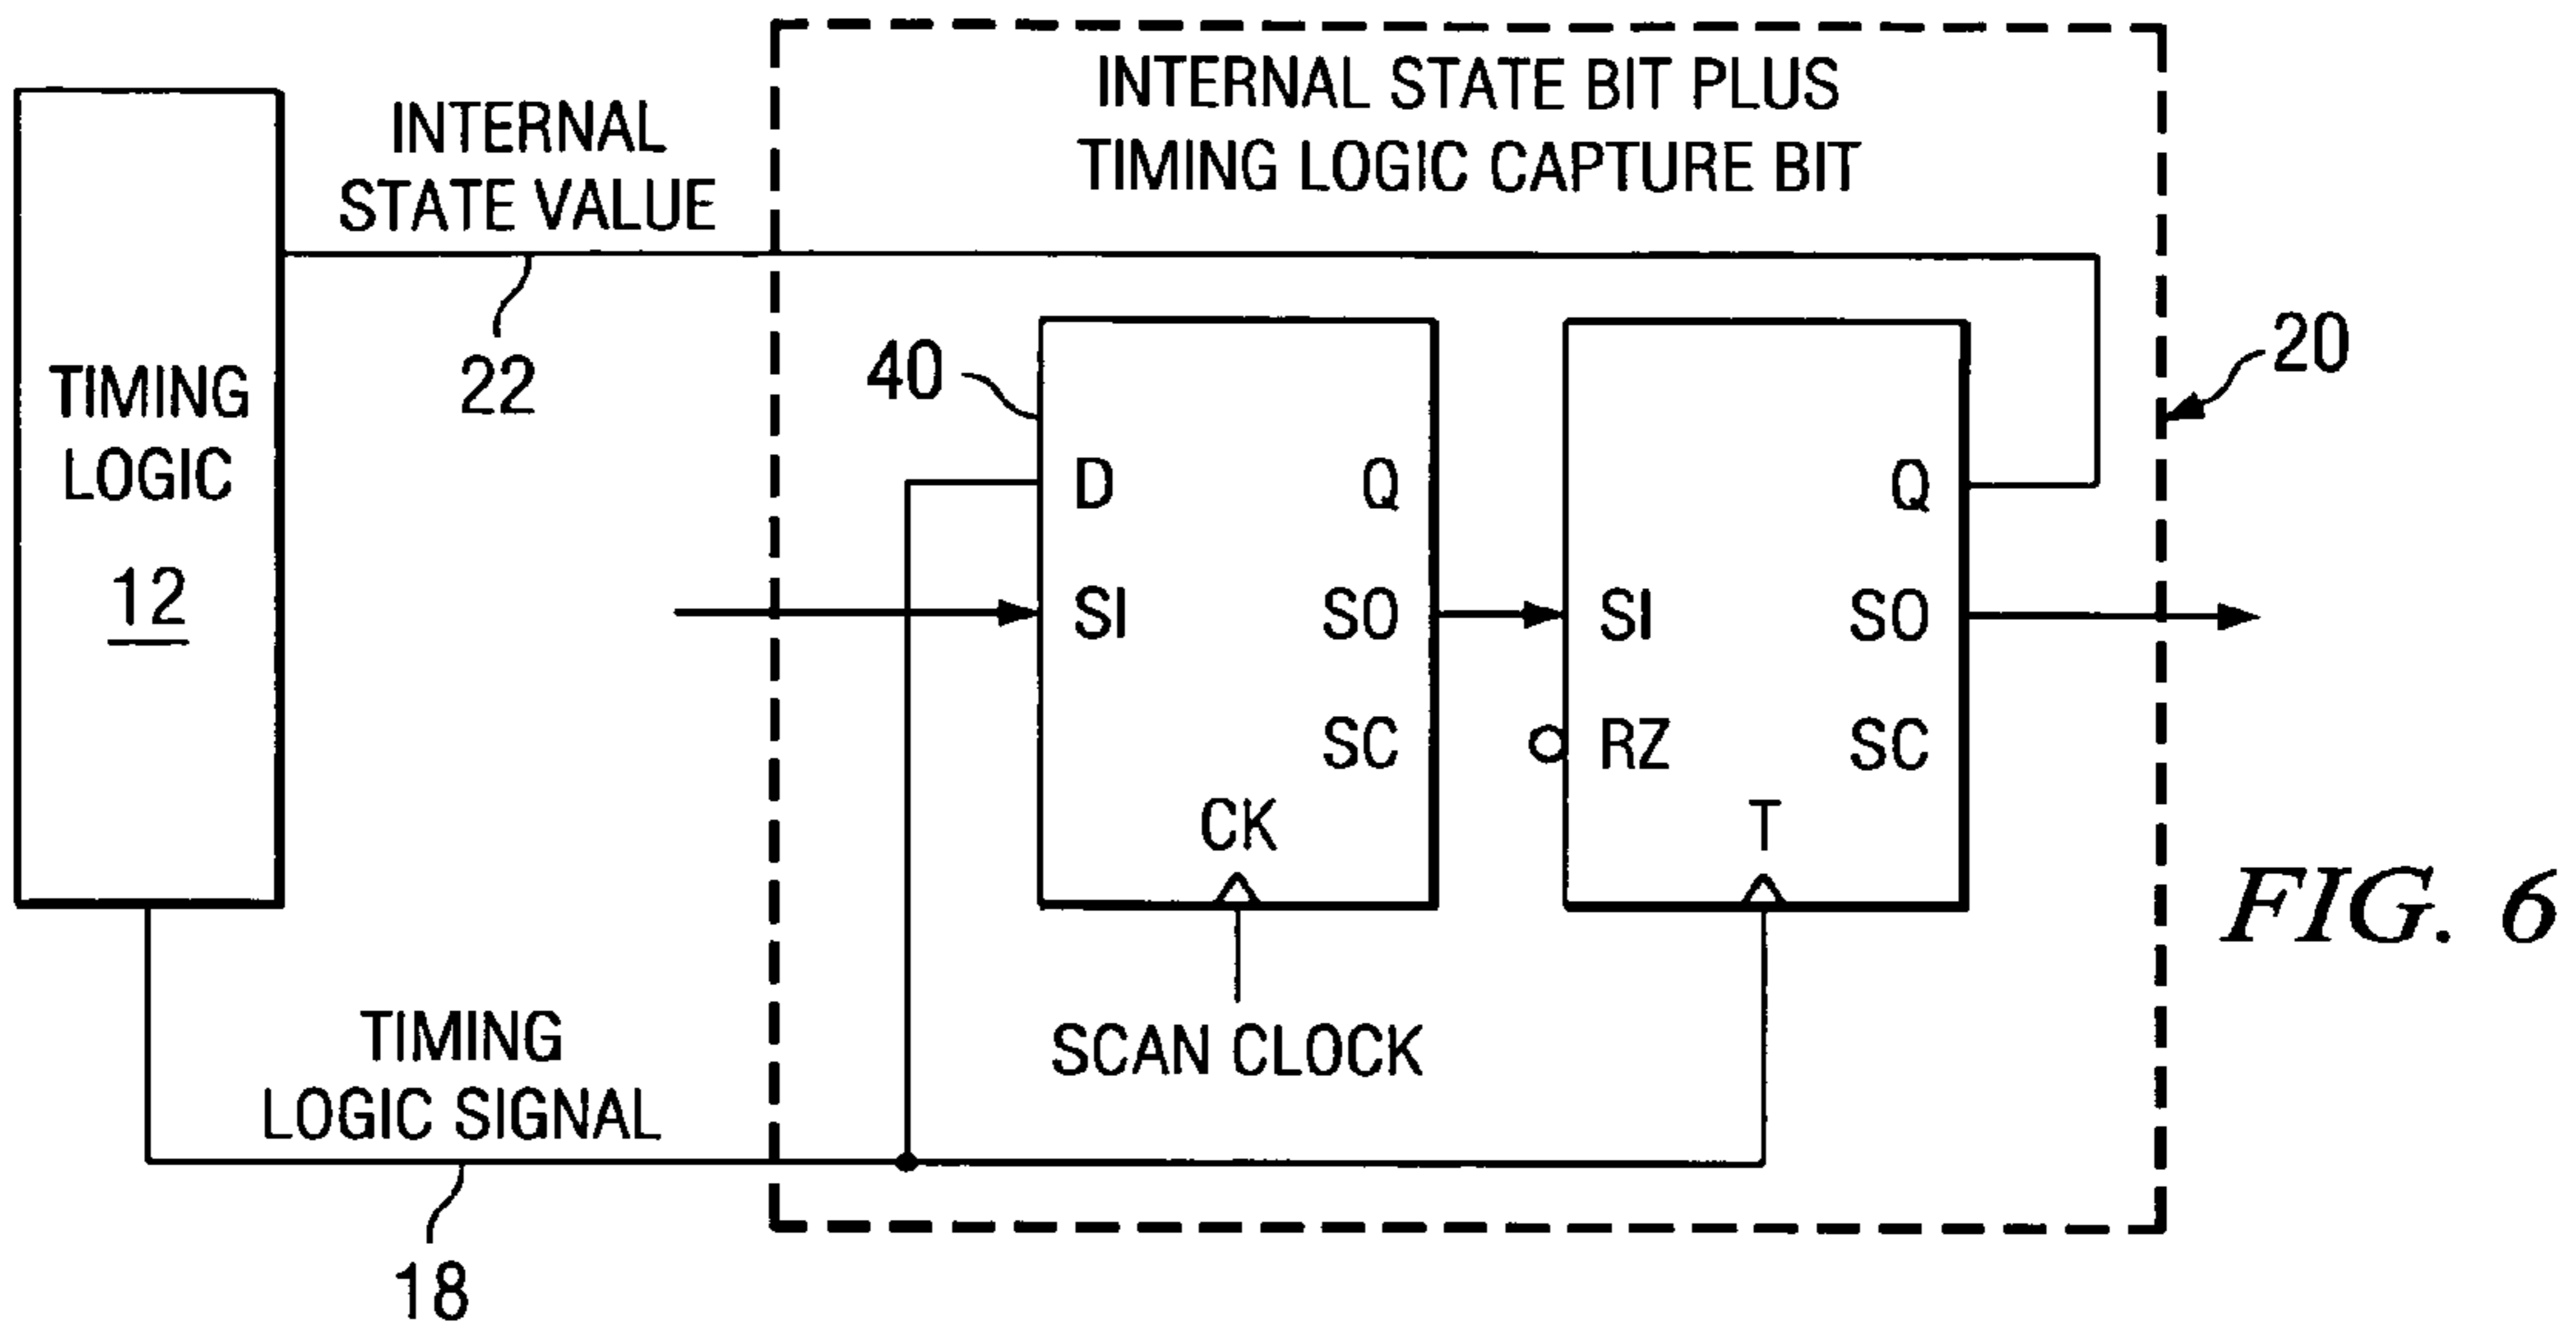 INTERNAL STATE BIT PLUS
TIMING LOGIC CAPTURE BIT
INTERNAL
STATE VALUE
22
TIMING
LOGIC
12
40
20
D
Q
SI
SO
SC
CK
SCAN CLOCK
Q
SI
SO
RZ
SC
T
TIMING
LOGIC SIGNAL
18
FIG. 6